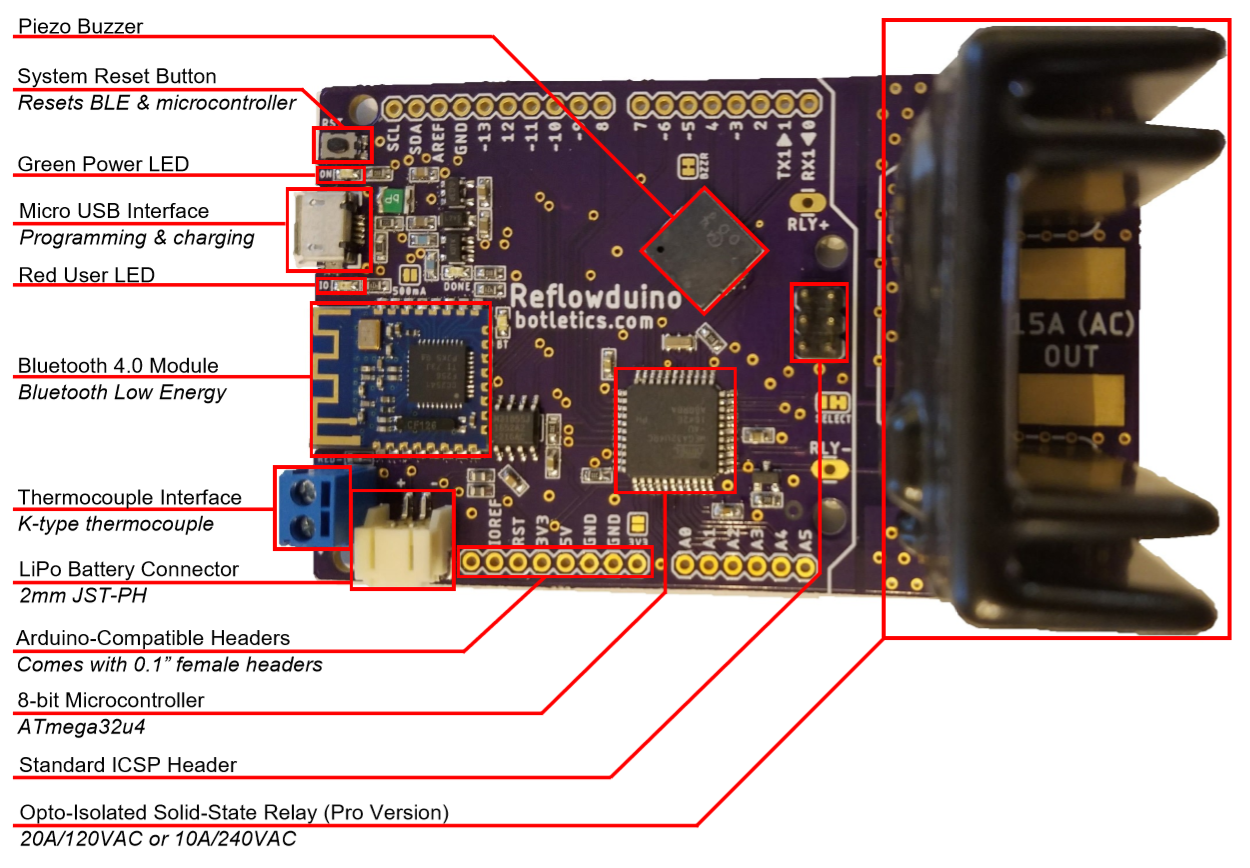 Piezo Buzzer
System Reset Button
Resets BLE & microcontroller
Green Power LED
Micro USB Interface
Programming & charging
Red User LED
Bluetooth 4.0 Module
Bluetooth Low Energy
Thermocouple Interface
K-type thermocouple
LiPo Battery Connector
2mm JST-PH
Arduino-Compatible Headers
Comes with 0.1” female headers
8-bit Microcontroller
ATmega32u4
Standard ICSP Header
Opto-Isolated Solid-State Relay (Pro Version)
20A/120VAC or 10A/240VAC
RST
SCL SDA AREF GND ~13 12 ~11 ~10 ~9 8
7 ~6 ~5 4 ~3 2 TX1▶1 RX1◀0
BZZR
ON
RLY+
500mA
DONE
IO
Reflowduino
botletics.com
BT
15A (AC)
OUT
SELECT
RLY-
RED-
+ -
IOREF RST 3V3 5V GND GND
3V3
A0 A1 A2 A3 A4 A5